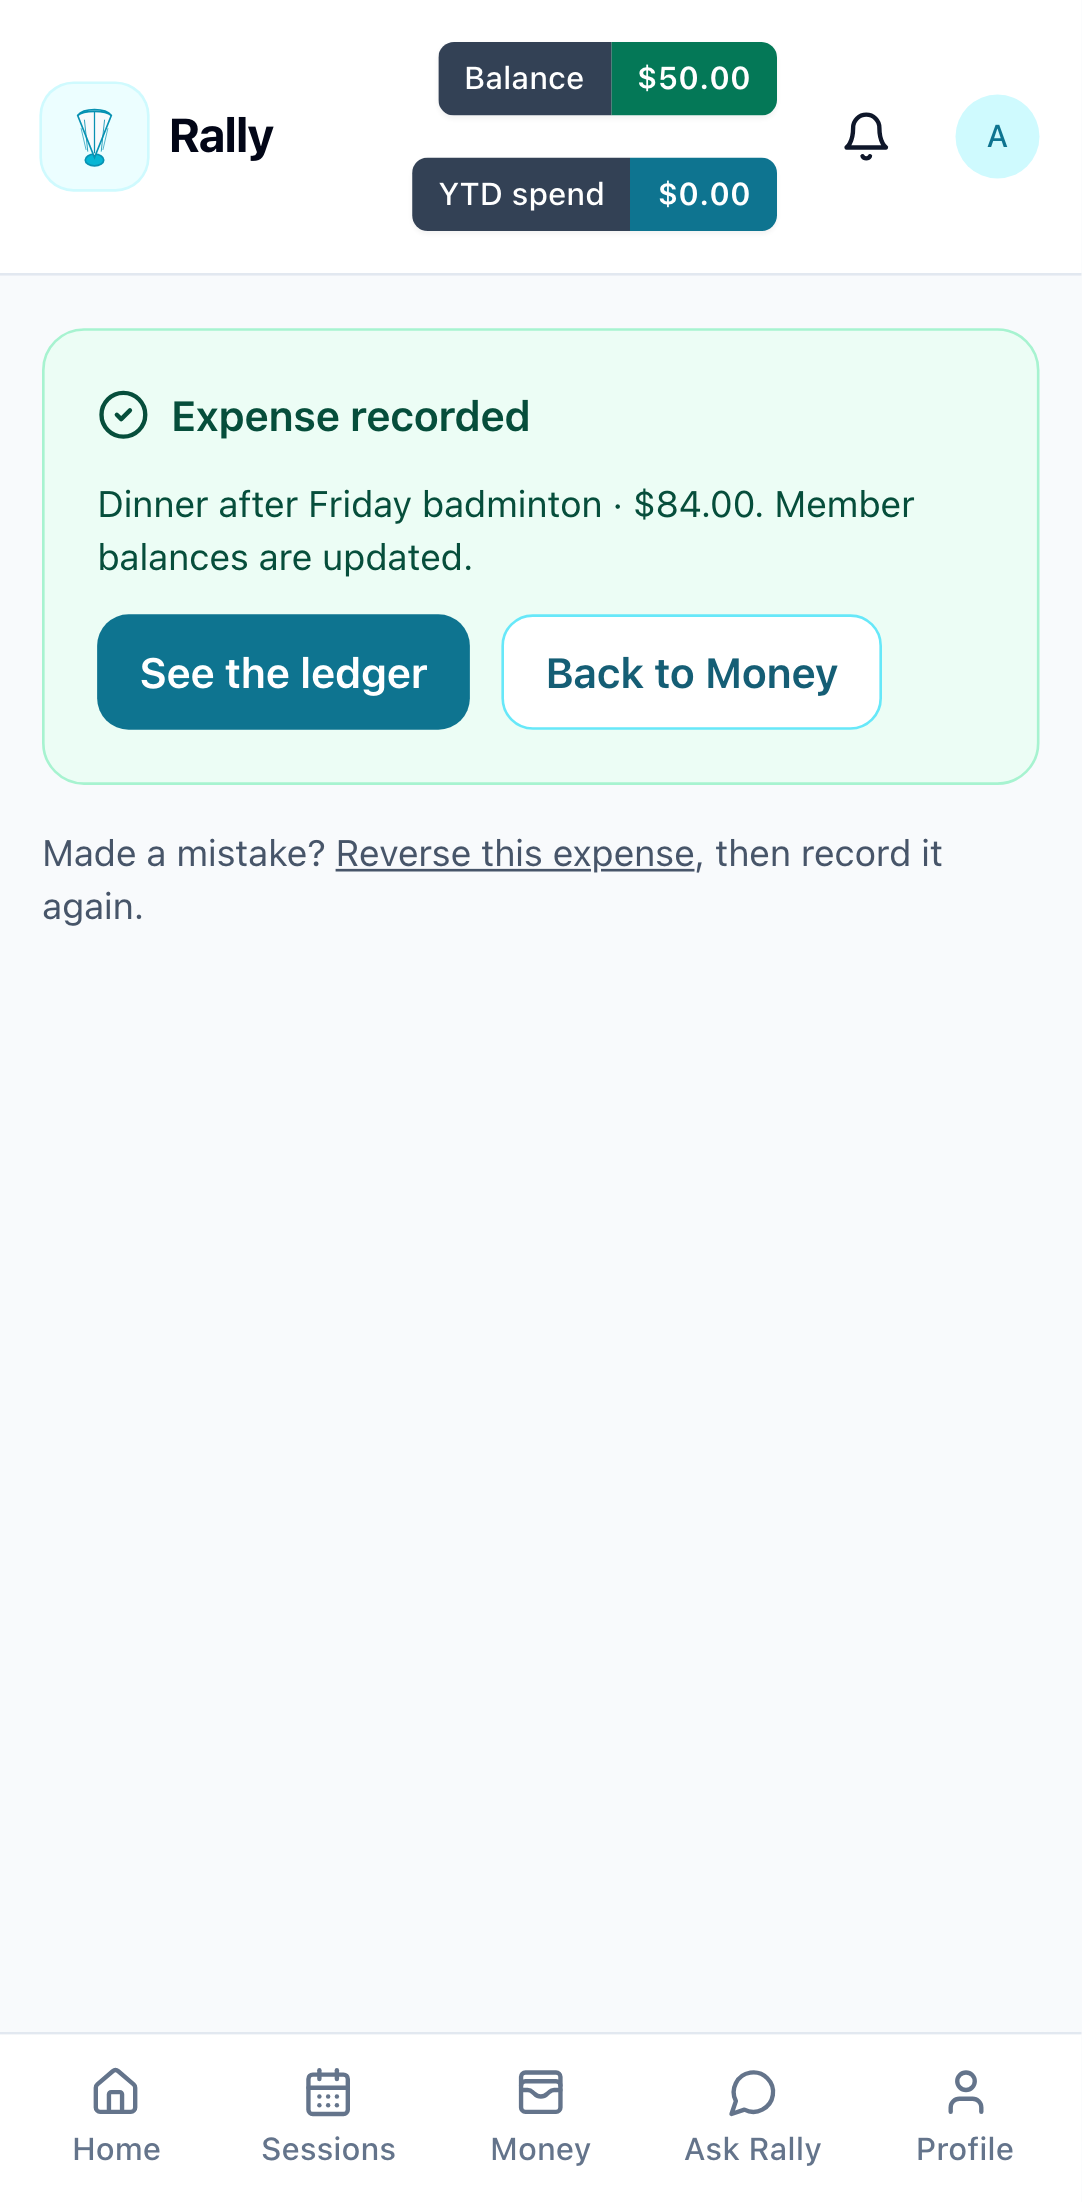 Rally
Balance $50.00
YTD spend $0.00
A
Expense recorded
Dinner after Friday badminton · $84.00. Member
balances are updated.
See the ledger
Back to Money
Made a mistake? Reverse this expense, then record it
again.
Home
Sessions
Money
Ask Rally
Profile